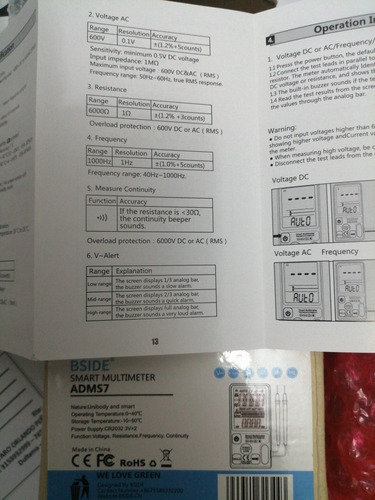 2. Voltage AC
Range Resolution Accuracy
600V 0.1V ±(1.2%+5counts)
Sensitivity: minimum 0.5V DC voltage
Input impedance: 1MΩ
Maximum input voltage : 600V DC&AC ( RMS )
Frequency range: 50Hz~60Hz, true RMS response
3. Resistance
Range Resolution Accuracy
6000Ω 1Ω ±(1.2% +3counts)
Overload protection : 600V DC or AC ( RMS )
4. Frequency
Range Resolution Accuracy
1000Hz 1Hz ±(1.0%+5counts)
Frequency range: 40Hz~1000Hz.
5. Measure Continuity
Function Accuracy
If the resistance is <30Ω,
the continuity beeper
sounds.
Overload protection : 6000V DC or AC ( RMS )
6. V~Alert
Range Explanation
Low range The screen displays 1/3 analog bar,
the buzzer sounds a slow alarm.
Mid-range The screen displays 2/3 analog bar,
the buzzer sounds a quick alarm.
High-range The screen displays full analog bar,
the buzzer sounds a very loud alarm.
13
4. Operation
1. Voltage DC or AC/Frequency/
1.1 Presss the power button, the default
1.2 Connect the test leads in parallel to
resistor. The meter automatically
DC voltage or resistance, and shows
1.3 The built-in buzzer sounds if the
1.4 Read the test results from the screen
the values through the analog bar.
Warning:
● Do not input voltages higher than
showing higher voltage andCurrent
the meter.
● When measuring high voltage, be
● Disconnect the test leads from the
Voltage DC
AUtO
AUtO
Voltage AC Frequency
AUtO
AUtO
BSIDE
SMART MULTIMETER
ADMS7
Nature:Unibody and smart
Operating Temperature:0~40℃
Storage Temperature:-10~50℃
Power Supply:CR2032 3V×2
Function:Voltage, Resistance, Frequency, Continuity
Made in China
CE FC RoHS
WE LOVE GREEN